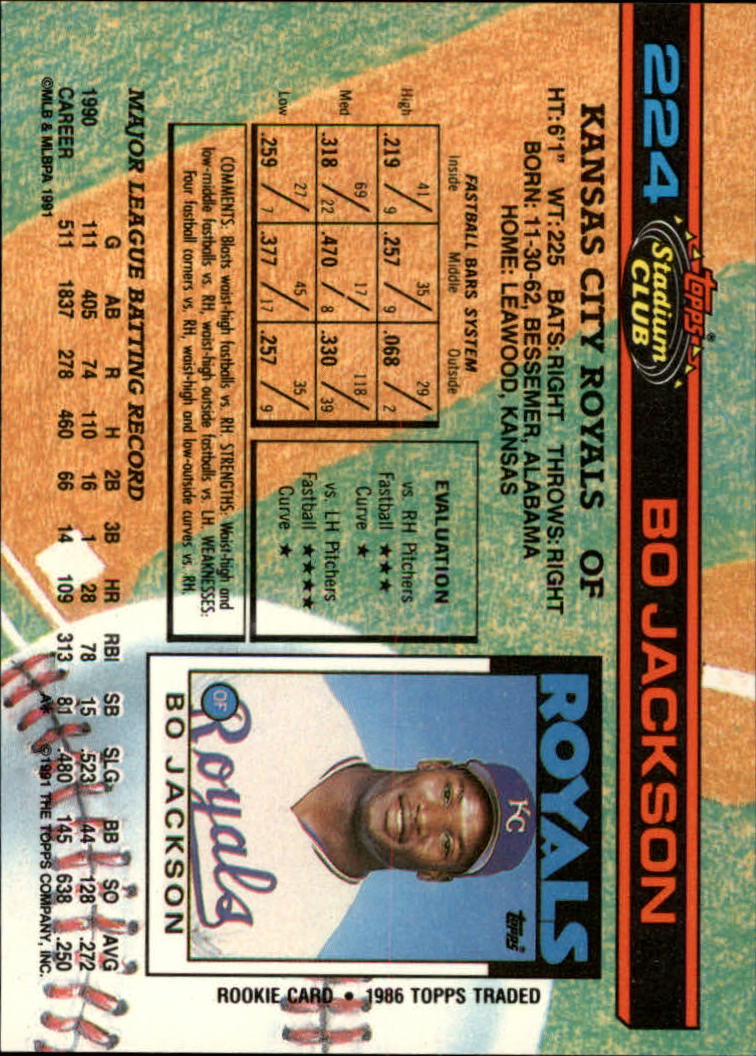 224 Topps® Stadium CLUB BO JACKSON
KANSAS CITY ROYALS OF
HT:6'1" WT:225 BATS:RIGHT THROWS:RIGHT
BORN: 11-30-62, BESSEMER, ALABAMA
HOME: LEAWOOD, KANSAS
FASTBALL BARS SYSTEM
Inside Middle Outside
High .219 41/9 .257 35/9 .068 29/2
Med .318 69/22 .470 17/8 .330 118/39
Low .259 27/7 .377 45/17 .257 35/9
EVALUATION
vs. RH Pitchers
Fastball ★★★
Curve ★
vs. LH Pitchers
Fastball ★★★★
Curve ★
COMMENTS: Blasts waist-high fastballs vs. RH. STRENGTHS: Waist-high and
low-middle fastballs vs. RH, waist-high outside fastballs vs. LH. WEAKNESSES:
Four fastball corners vs. RH, waist-high and low-outside curves vs. RH.
ROYALS
topps®
KC
Royals
OF
BO JACKSON
ROOKIE CARD • 1986 TOPPS TRADED
MAJOR LEAGUE BATTING RECORD
G AB R H 2B 3B HR RBI SB SLG BB SO AVG
1990 111 405 74 110 16 1 28 78 15 .523 44 128 .272
CAREER 511 1837 278 460 66 14 109 313 81 .480 145 638 .250
©MLB & MLBPA 1991 A* ©1991 THE TOPPS COMPANY, INC.